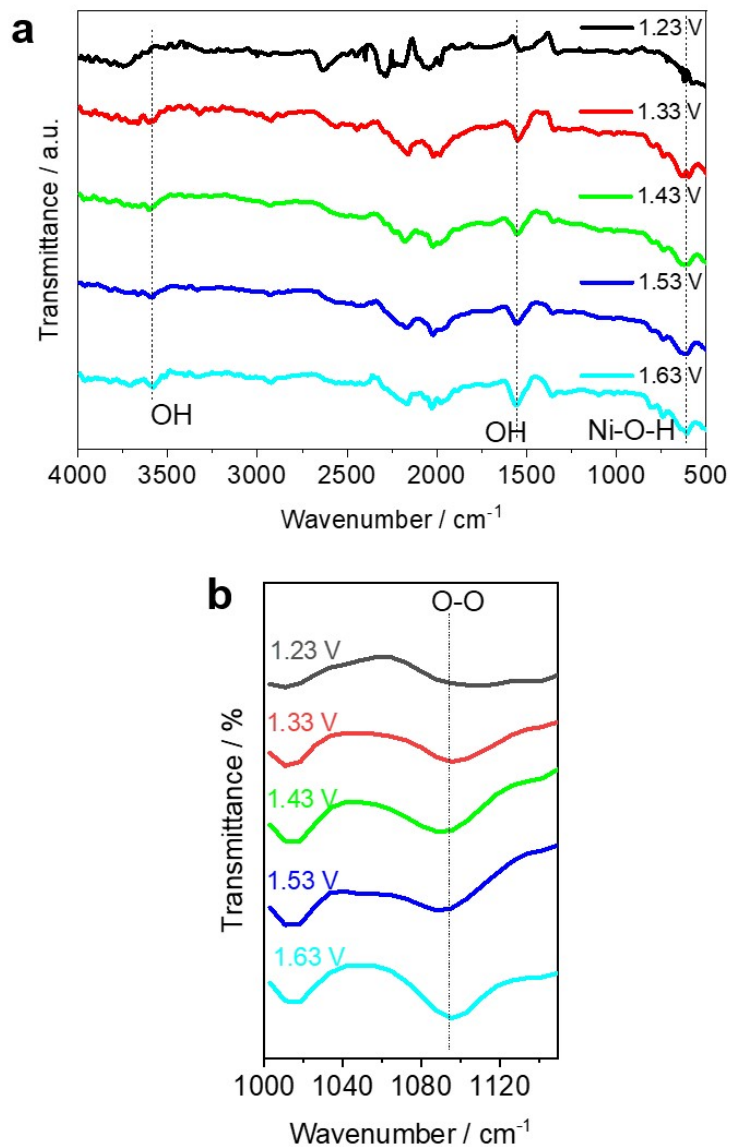 a
1.23 V
1.33 V
1.43 V
1.53 V
1.63 V
OH
OH
Ni-O-H
Transmittance / a.u.
4000 3500 3000 2500 2000 1500 1000 500
Wavenumber / cm⁻¹
b
O-O
1.23 V
1.33 V
1.43 V
1.53 V
1.63 V
Transmittance / %
1000 1040 1080 1120
Wavenumber / cm⁻¹